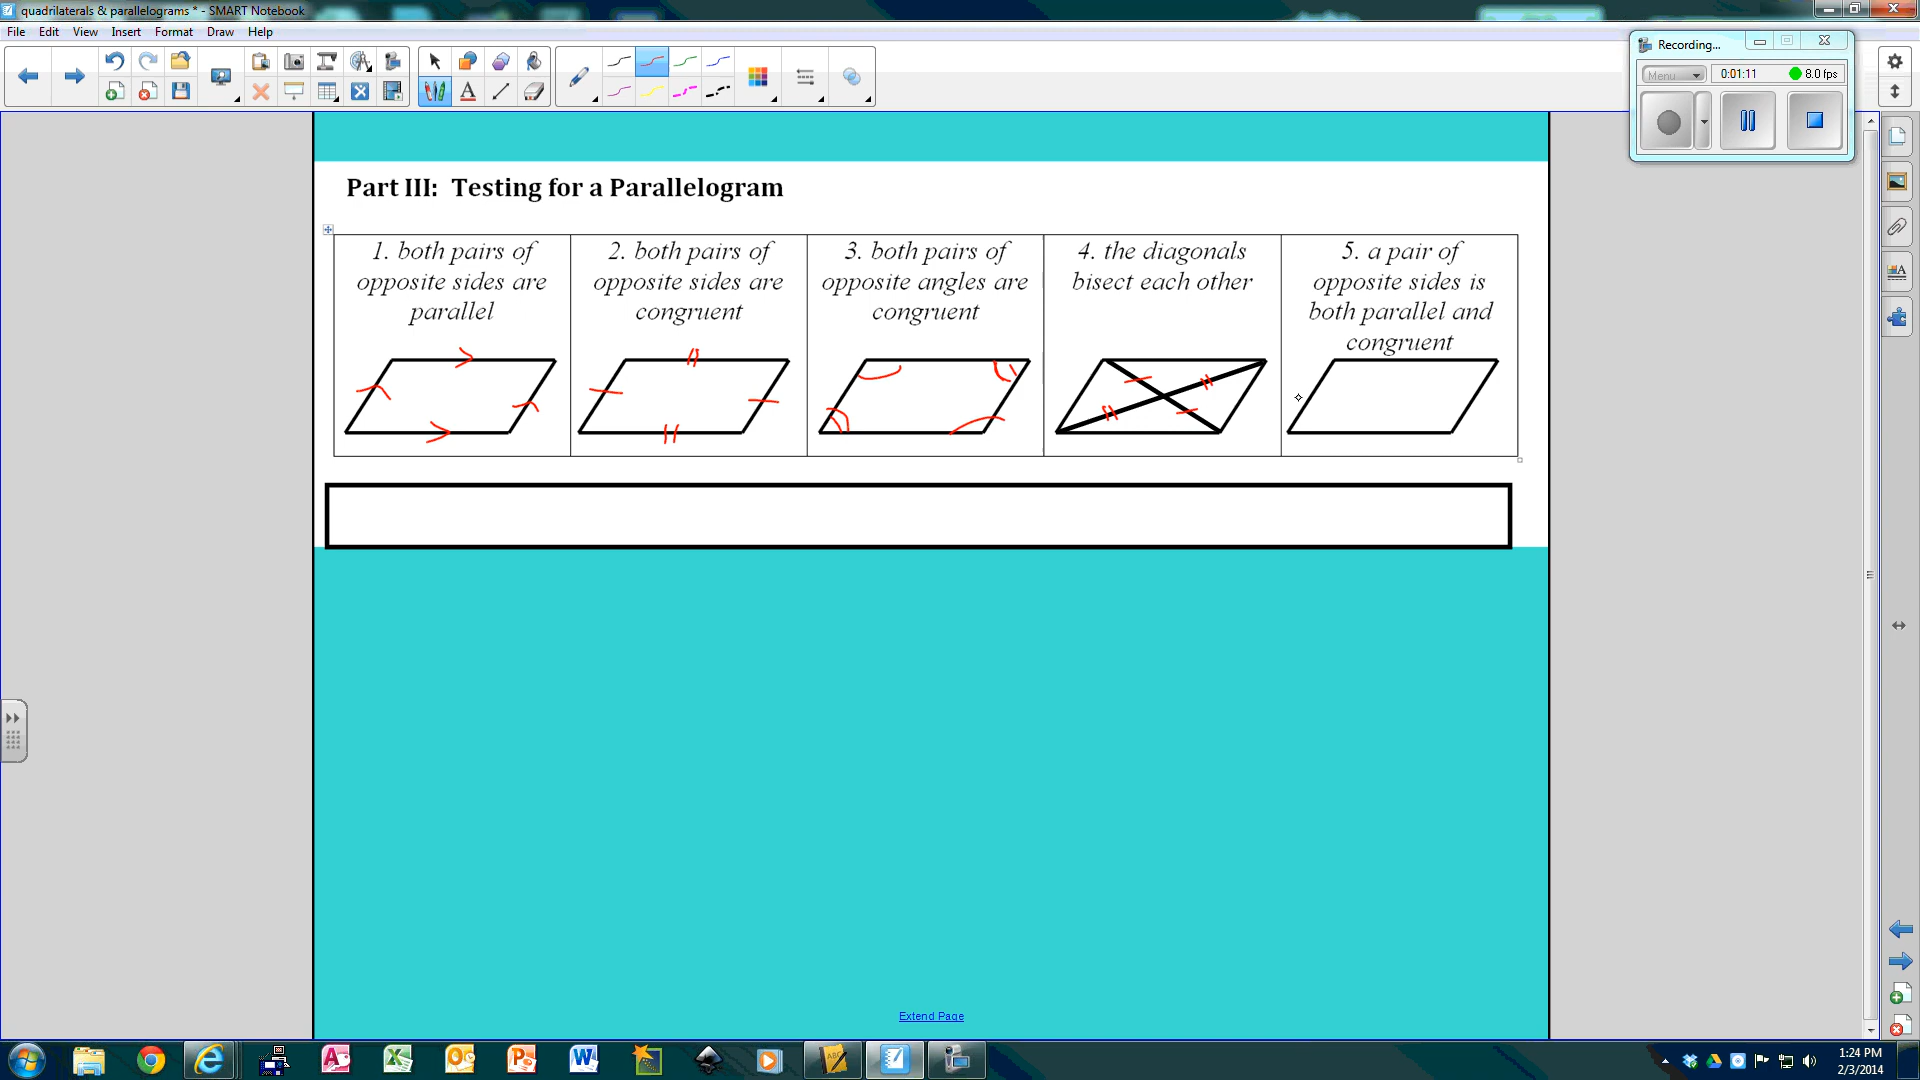 quadrilaterals & parallelograms * - SMART Notebook
File Edit View Insert Format Draw Help
Recording...
Menu 0:01:11 8.0 fps
Part III: Testing for a Parallelogram
1. both pairs of
opposite sides are
parallel
2. both pairs of
opposite sides are
congruent
3. both pairs of
opposite angles are
congruent
4. the diagonals
bisect each other
5. a pair of
opposite sides is
both parallel and
congruent
Extend Page
1:24 PM
2/3/2014